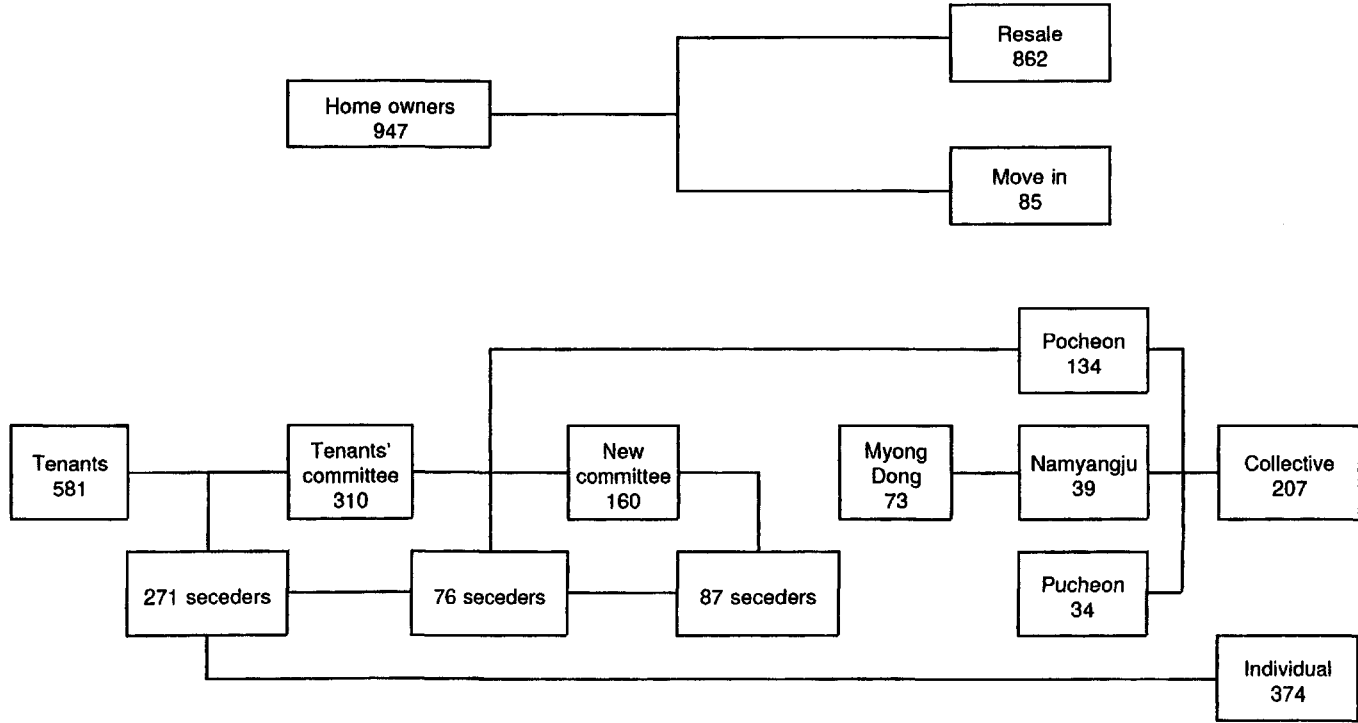 Resale
862
Home owners
947
Move in
85
Pocheon
134
Tenants
581
Tenants'
committee
310
New
committee
160
Myong
Dong
73
Namyangju
39
Collective
207
271 seceders
76 seceders
87 seceders
Pucheon
34
Individual
374